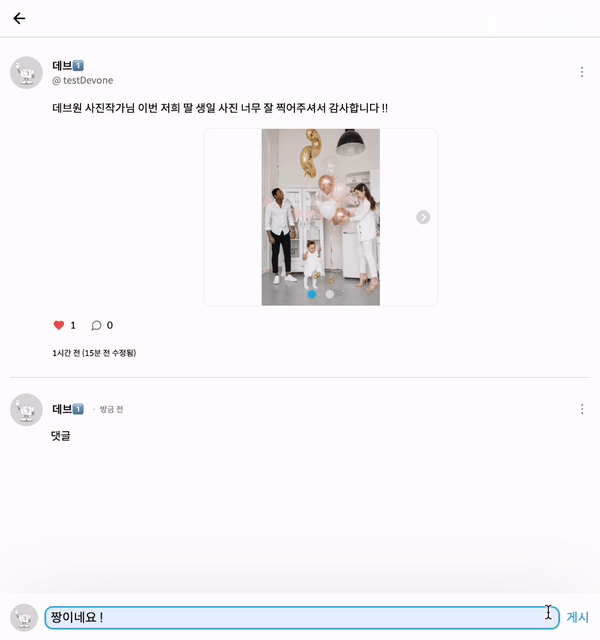 데브1️⃣
@ testDevone
데브원 사진작가님 이번 저희 딸 생일 사진 너무 잘 찍어주셔서 감사합니다 !!
1 0
1시간 전 (15분 전 수정됨)
데브1️⃣ · 방금 전
댓글
짱이네요 ! 게시